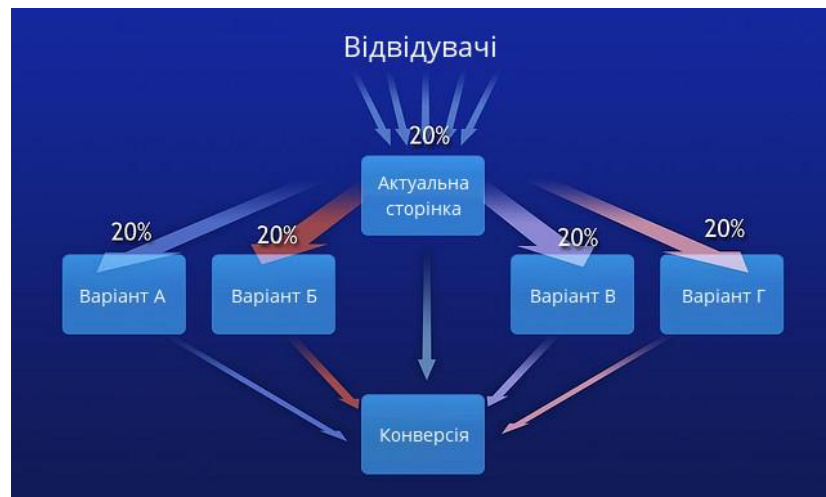 Відвідувачі
20%
Актуальна
сторінка
20%
20%
20%
20%
Варіант А
Варіант Б
Варіант В
Варіант Г
Конверсія